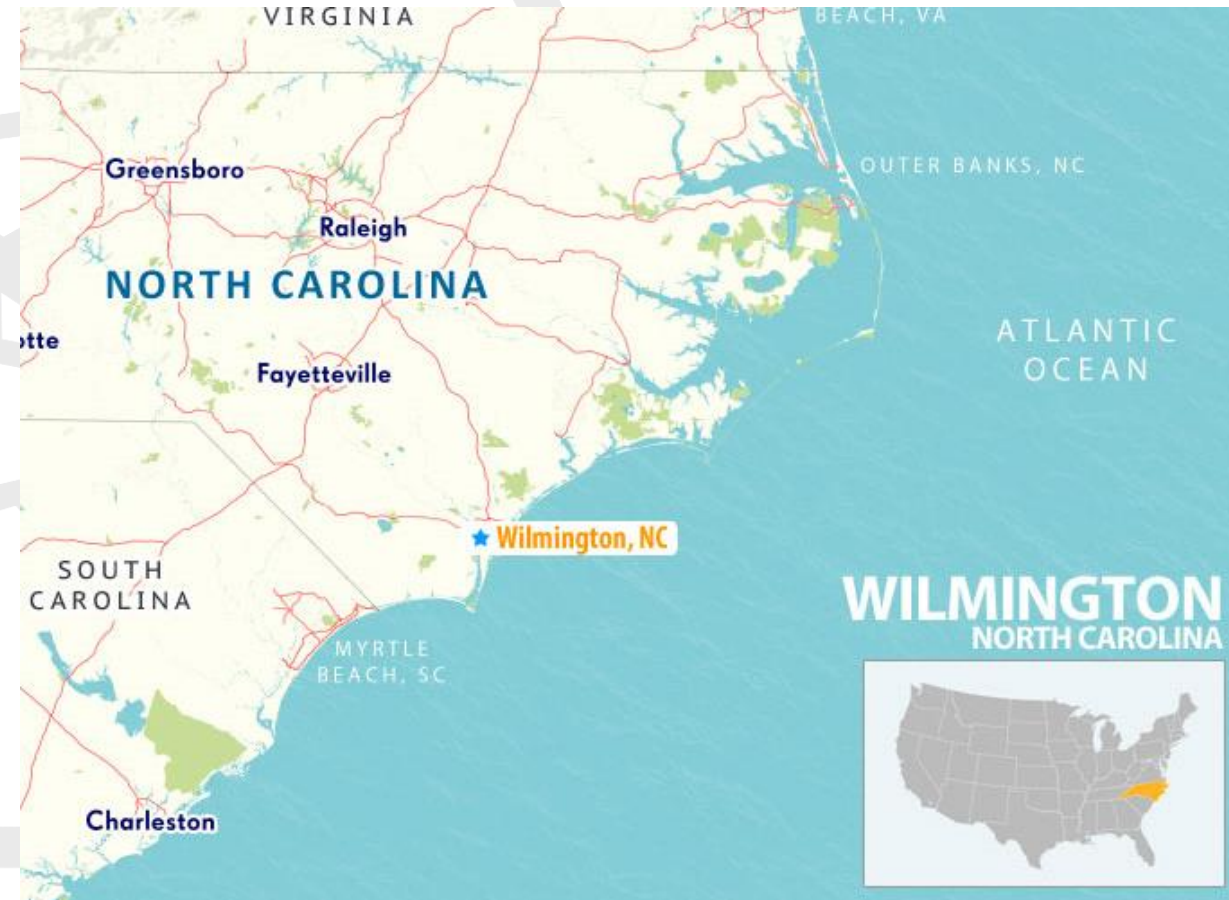 VIRGINIA
BEACH, VA
Greensboro
OUTER BANKS, NC
Raleigh
NORTH CAROLINA
ATLANTIC
OCEAN
otte
Fayetteville
Wilmington, NC
SOUTH
CAROLINA
WILMINGTON
NORTH CAROLINA
MYRTLE
BEACH, SC
Charleston